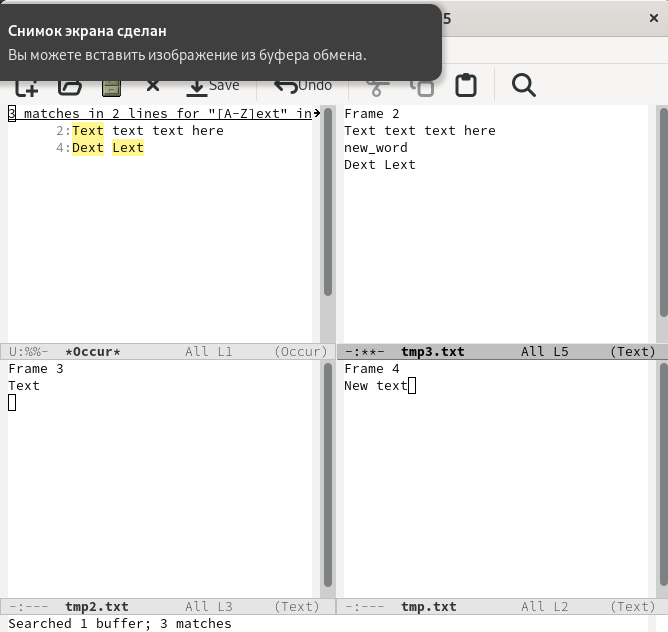 Снимок экрана сделан
5
Вы можете вставить изображение из буфера обмена.
Save
Undo
3 matches in 2 lines for "[A-Z]ext" in
2:Text text text here
4:Dext Lext
U:%%- *Occur* All L1 (Occur)
Frame 2
Text text text here
new_word
Dext Lext
-:**- tmp3.txt All L5 (Text)
Frame 3
Text
-:--- tmp2.txt All L3 (Text)
Frame 4
New text
-:--- tmp.txt All L2 (Text)
Searched 1 buffer; 3 matches